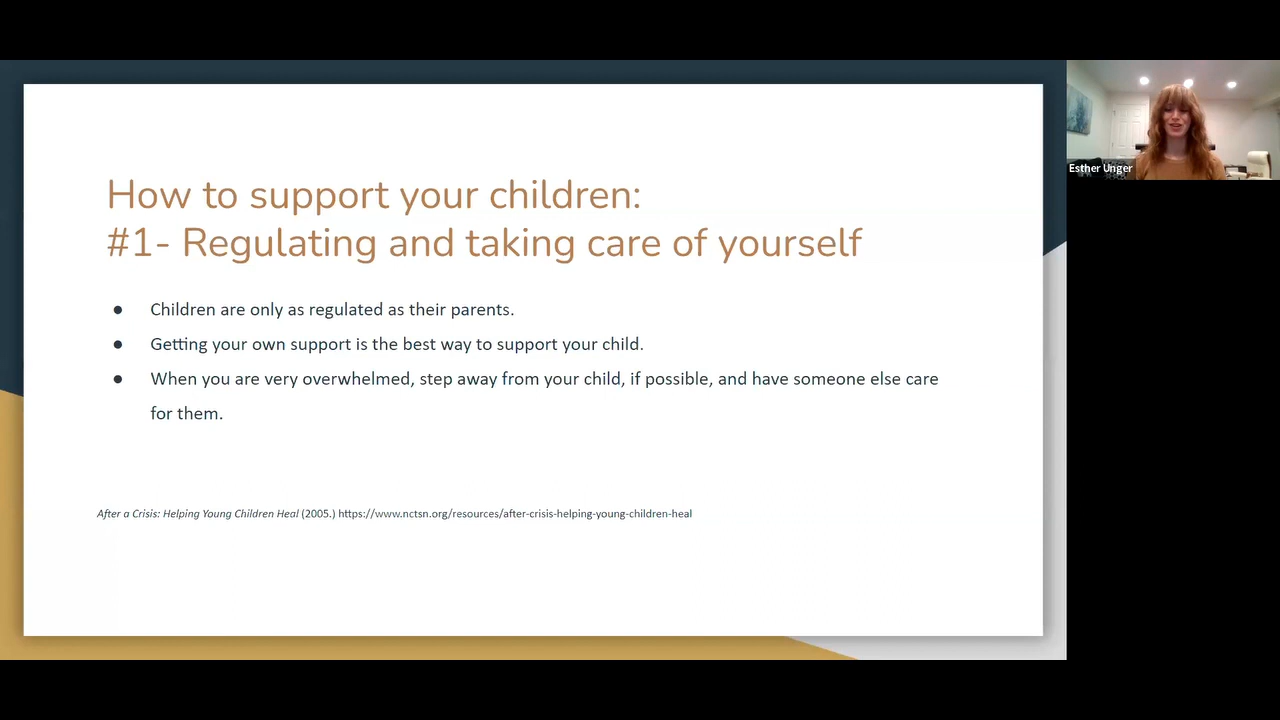 How to support your children:
#1- Regulating and taking care of yourself
● Children are only as regulated as their parents.
● Getting your own support is the best way to support your child.
● When you are very overwhelmed, step away from your child, if possible, and have someone else care
for them.
After a Crisis: Helping Young Children Heal (2005.) https://www.nctsn.org/resources/after-crisis-helping-young-children-heal
Esther Unger